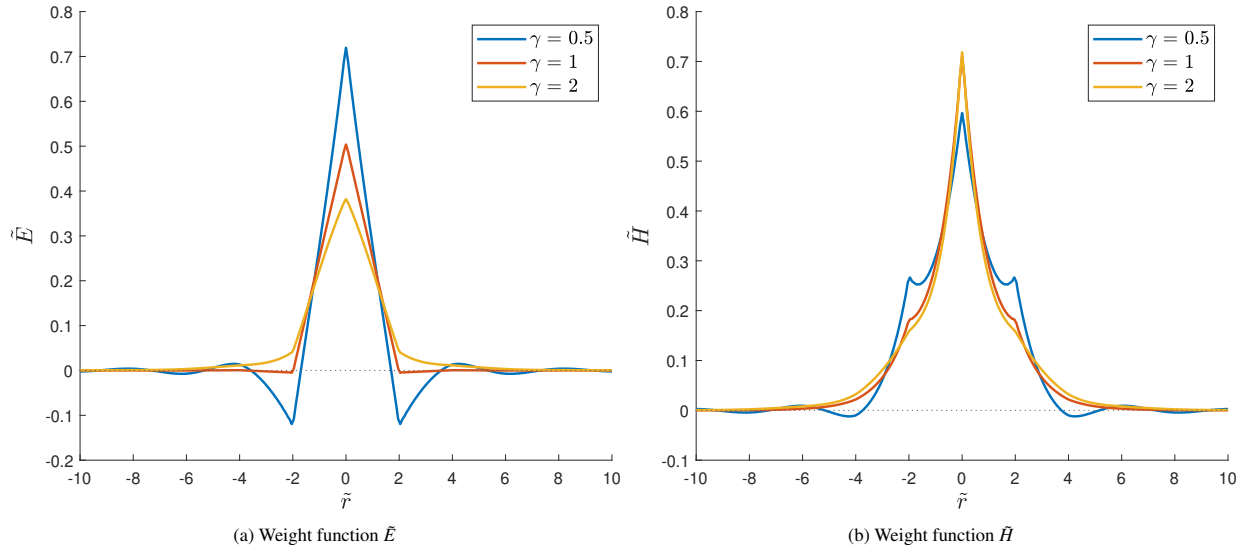 0.8
0.7
0.6
0.5
0.4
0.3
0.2
0.1
0
-0.1
-0.2
Ẽ
-10 -8 -6 -4 -2 0 2 4 6 8 10
r̃
γ = 0.5
γ = 1
γ = 2
(a) Weight function Ẽ
0.8
0.7
0.6
0.5
0.4
0.3
0.2
0.1
0
-0.1
H̃
-10 -8 -6 -4 -2 0 2 4 6 8 10
r̃
γ = 0.5
γ = 1
γ = 2
(b) Weight function H̃